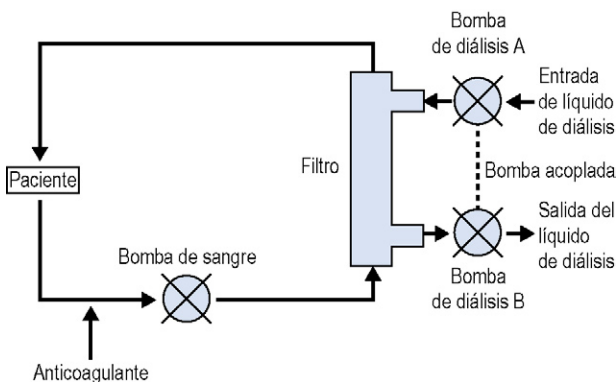 Bomba
de diálisis A
Entrada
de líquido
de diálisis
Filtro
Bomba acoplada
Paciente
Salida del
líquido
de diálisis
Bomba de sangre
Bomba
de diálisis B
Anticoagulante